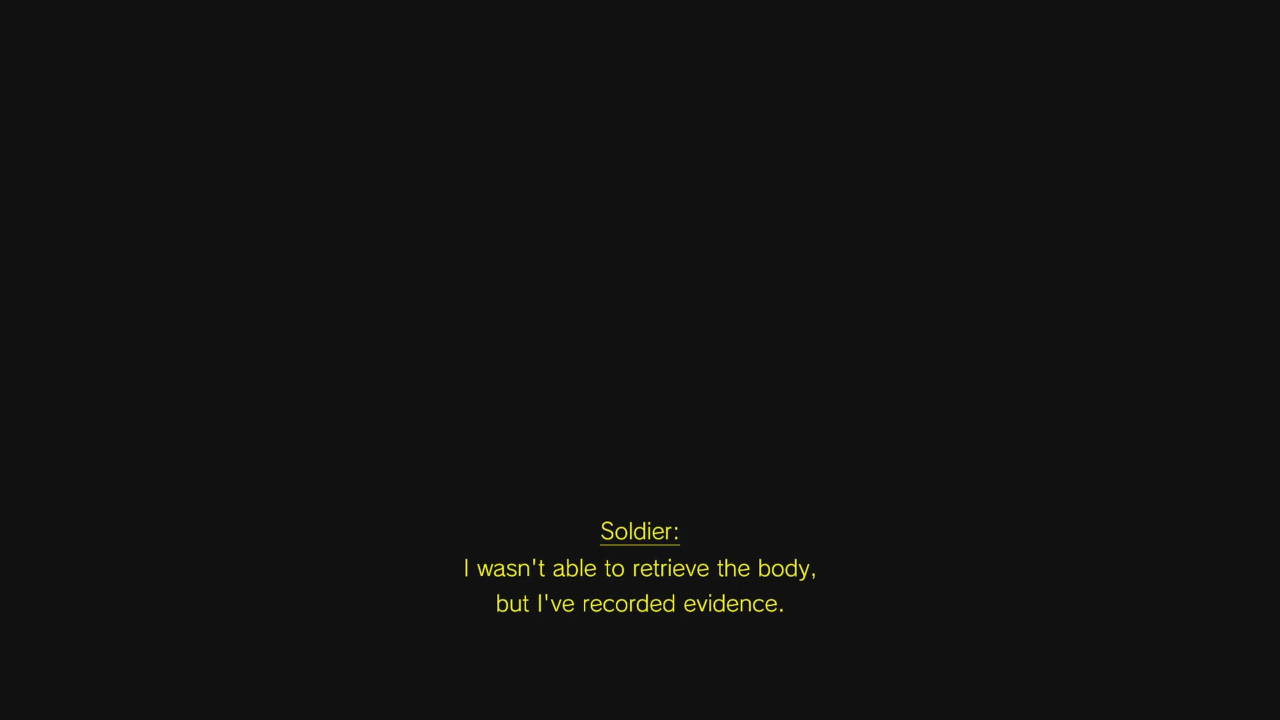 Soldier:
I wasn't able to retrieve the body,
but I've recorded evidence.